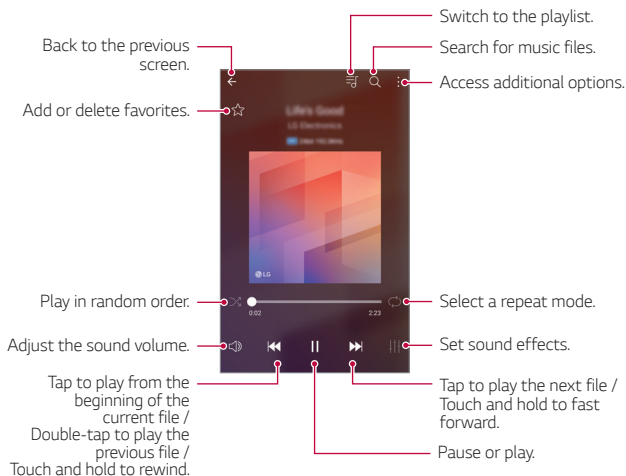 Switch to the playlist.
Back to the previous
screen.
Search for music files.
Access additional options.
Add or delete favorites.
Life's Good
LG Electronics
LG
Play in random order.
Select a repeat mode.
0:02
2:23
Adjust the sound volume.
Set sound effects.
Tap to play from the
beginning of the
current file /
Double-tap to play the
previous file /
Touch and hold to rewind.
Tap to play the next file /
Touch and hold to fast
forward.
Pause or play.